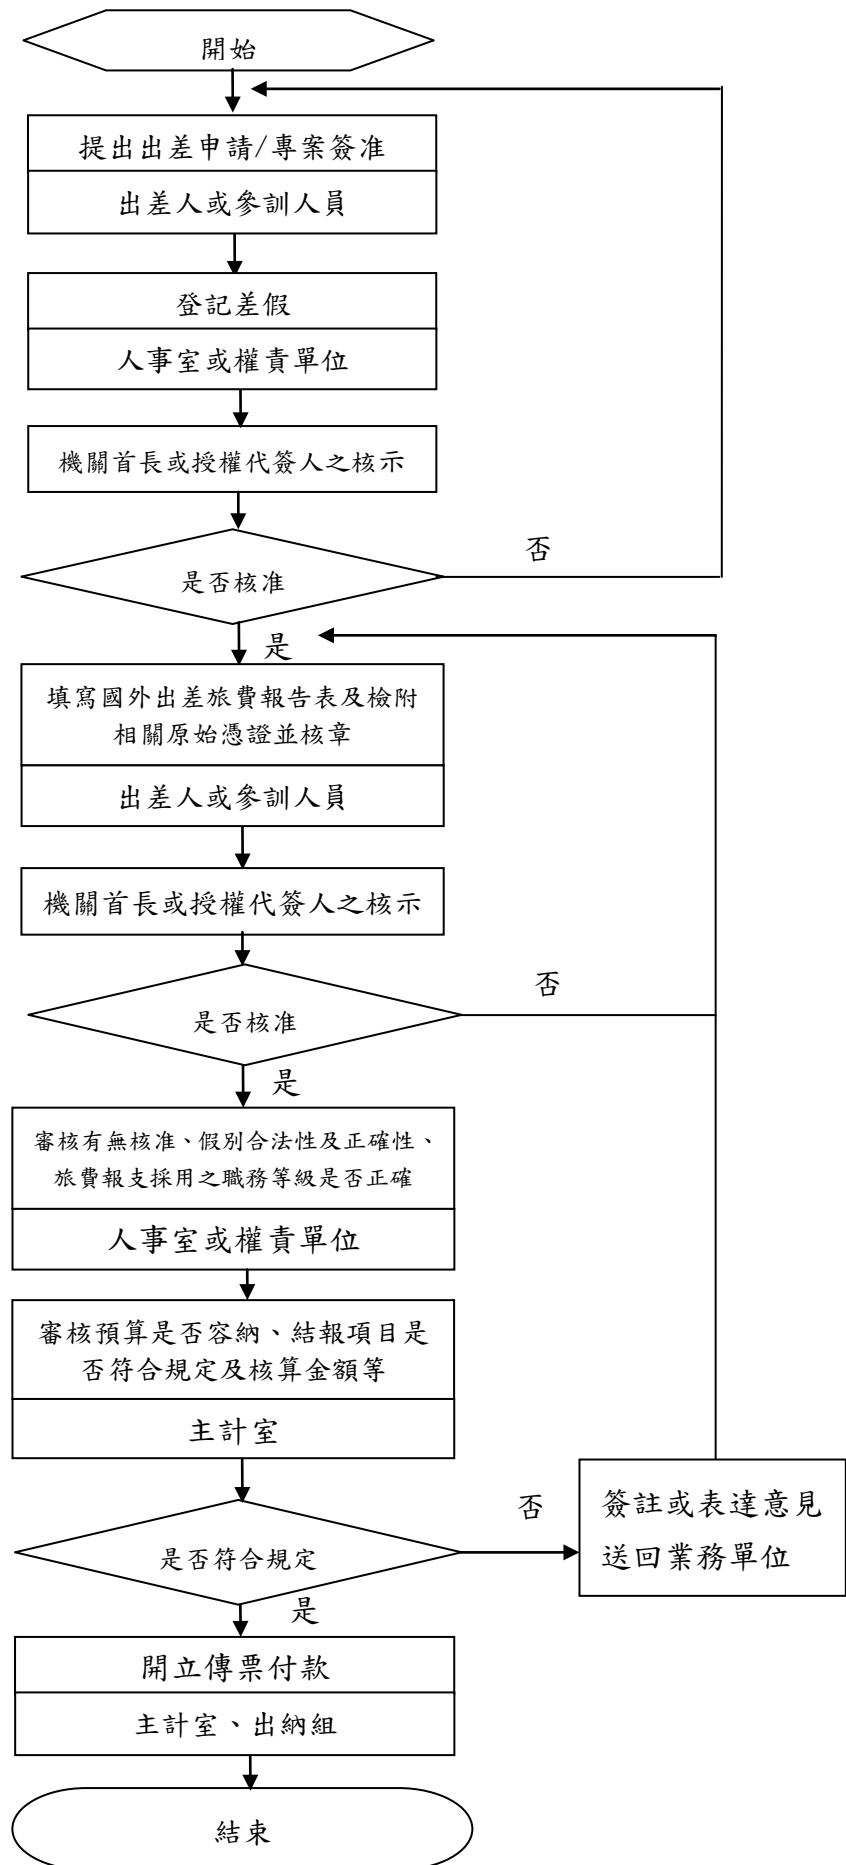 開始
提出出差申請/專案簽准
出差人或參訓人員
登記差假
人事室或權責單位
機關首長或授權代簽人之核示
是否核准
否
是
填寫國外出差旅費報告表及檢附
相關原始憑證並核章
出差人或參訓人員
機關首長或授權代簽人之核示
是否核准
否
是
審核有無核准、假別合法性及正確性、
旅費報支採用之職務等級是否正確
人事室或權責單位
審核預算是否容納、結報項目是
否符合規定及核算金額等
主計室
是否符合規定
否
簽註或表達意見
送回業務單位
是
開立傳票付款
主計室、出納組
結束